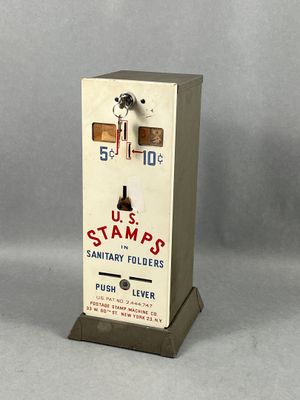 5¢ 10¢
U.S.
STAMPS
IN
SANITARY FOLDERS
PUSH LEVER
U.S. PAT. NO. 2,444,747
POSTAGE STAMP MACHINE CO.
33 W. 60TH ST. NEW YORK 23, N.Y.